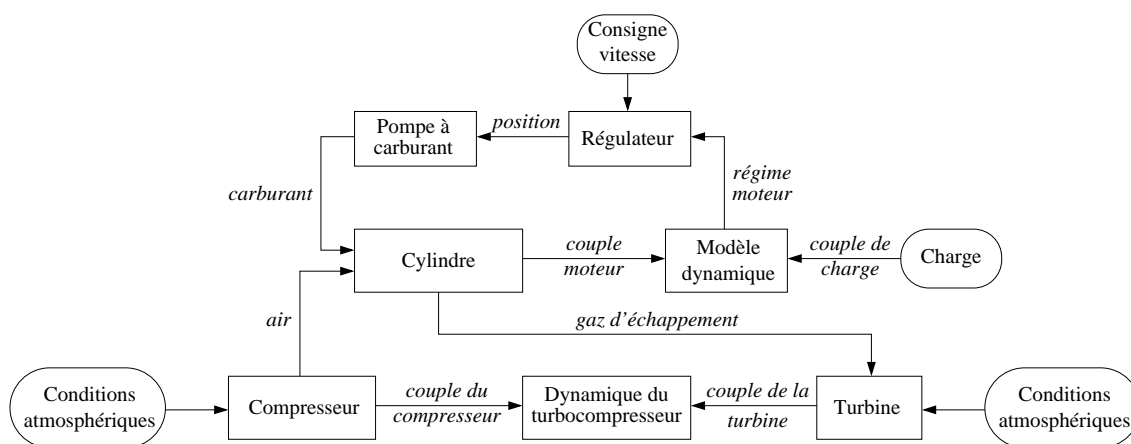 Consigne
vitesse
Pompe à
carburant
position
Régulateur
carburant
régime
moteur
Cylindre
couple
moteur
Modèle
dynamique
couple de
charge
Charge
air
gaz d'échappement
Conditions
atmosphériques
Compresseur
couple du
compresseur
Dynamique du
turbocompresseur
couple de la
turbine
Turbine
Conditions
atmosphériques